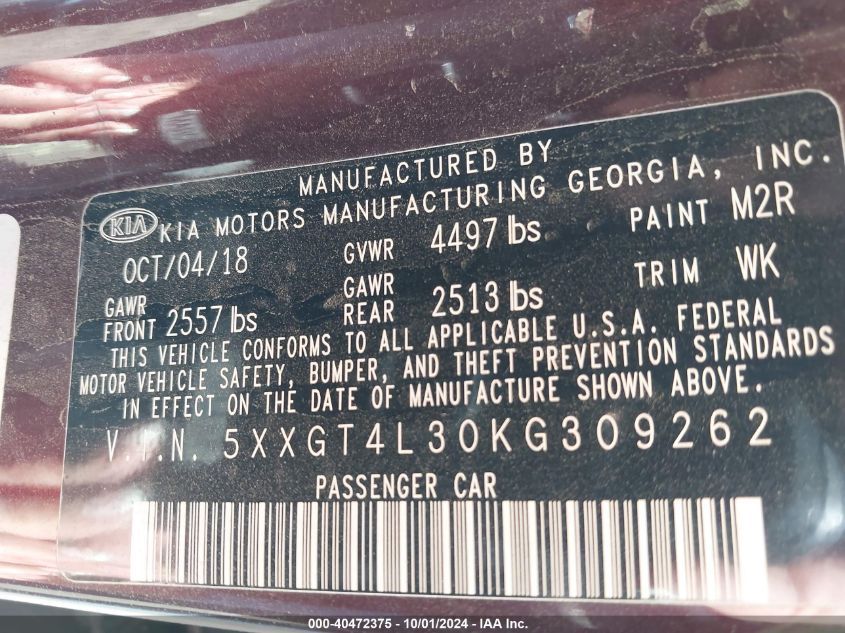 MANUFACTURED BY
KIA KIA MOTORS MANUFACTURING GEORGIA, INC.
OCT/04/18 GVWR 4497 lbs PAINT M2R
GAWR FRONT 2557 lbs GAWR REAR 2513 lbs TRIM WK
THIS VEHICLE CONFORMS TO ALL APPLICABLE U.S.A. FEDERAL
MOTOR VEHICLE SAFETY, BUMPER, AND THEFT PREVENTION STANDARDS
IN EFFECT ON THE DATE OF MANUFACTURE SHOWN ABOVE.
V.I.N. 5XXGT4L30KG309262
PASSENGER CAR
000-40472375 - 10/01/2024 - IAA Inc.